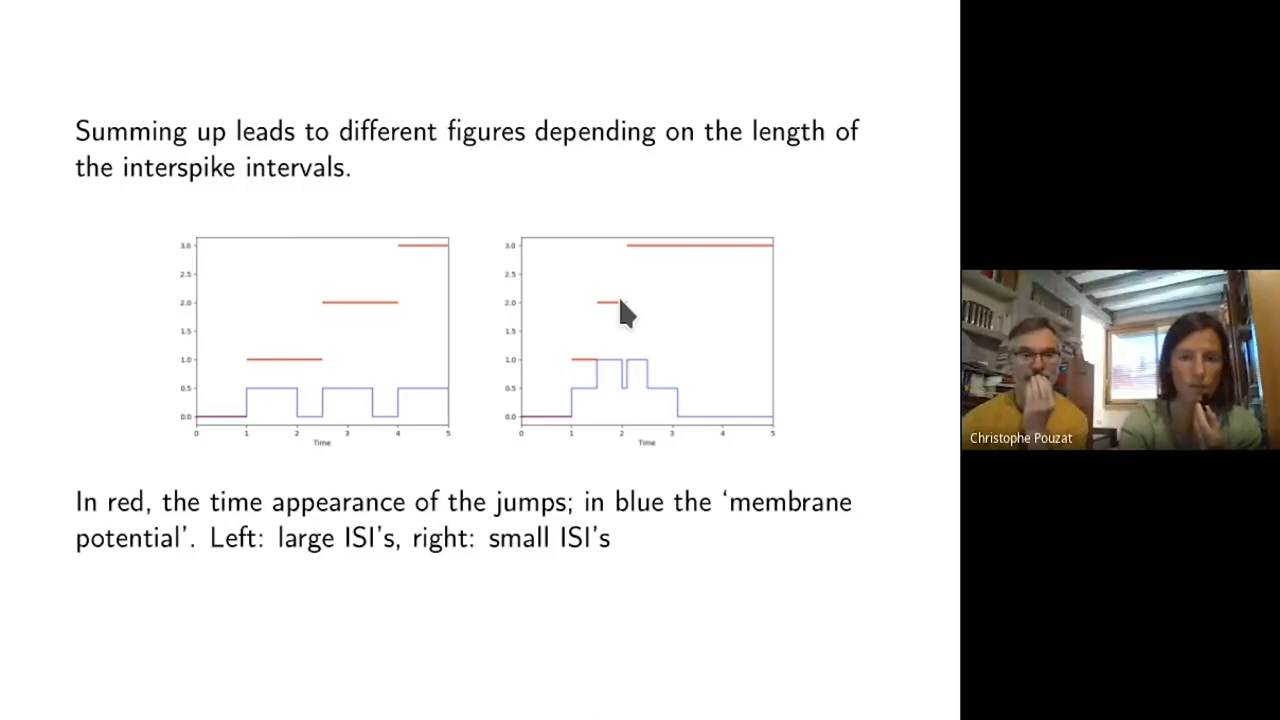 Summing up leads to different figures depending on the length of
the interspike intervals.
3.0
2.5
2.0
1.5
1.0
0.5
0.0
0 1 2 3 4 5
Time
3.0
2.5
2.0
1.5
1.0
0.5
0.0
0 1 2 3 4 5
Time
In red, the time appearance of the jumps; in blue the ‘membrane
potential’. Left: large ISI’s, right: small ISI’s
Christophe Pouzat